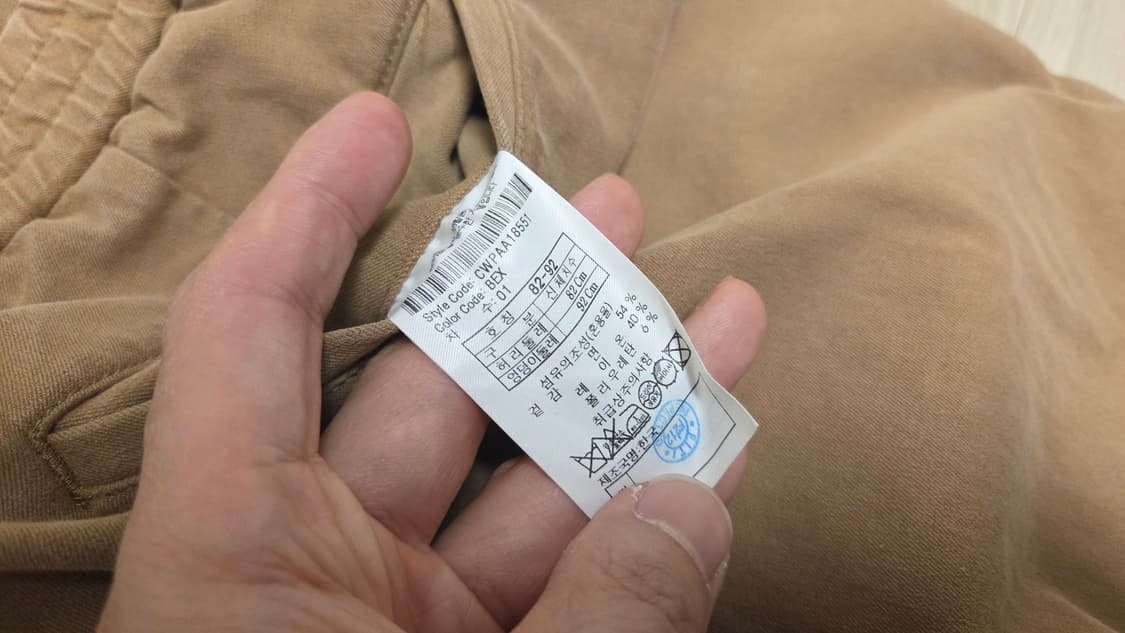 Style Code: CWPAA18551
Color Code: BEX
차 수: 01
호칭 82-92
구 분 신체치수
허리둘레 82Cm
엉덩이둘레 92Cm
섬유의조성(혼용율)
겉감 면 54 %
레이온 40 %
폴리우레탄 6 %
취급상주의사항
제조국명:한국